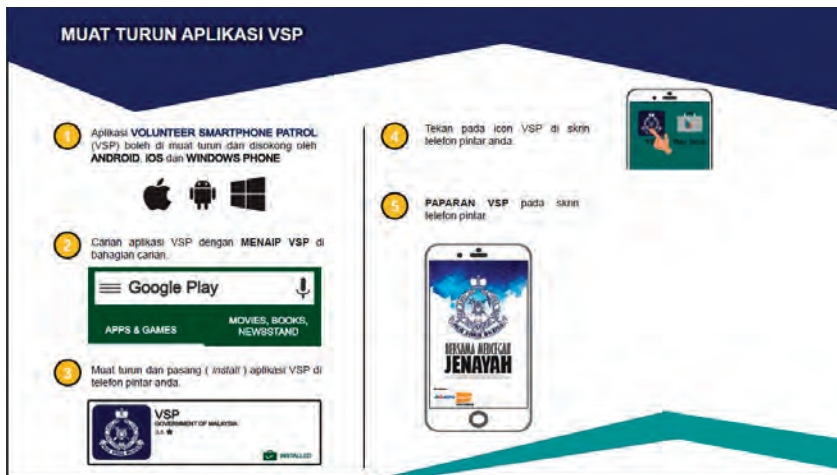 MUAT TURUN APLIKASI VSP
1
Aplikasi VOLUNTEER SMARTPHONE PATROL
(VSP) boleh di muat turun dan disokong oleh
ANDROID, iOS dan WINDOWS PHONE
2
Carian aplikasi VSP dengan MENAIP VSP di
bahagian carian.
Google Play
APPS & GAMES
MOVIES, BOOKS,
NEWSSTAND
3
Muat turun dan pasang ( install ) aplikasi VSP di
telefon pintar anda.
VSP
GOVERNMENT OF MALAYSIA
INSTALLED
4
Tekan pada icon VSP di skrin
telefon pintar anda.
5
PAPARAN VSP pada skrin
telefon pintar
BERSAMA MENCEGAH
JENAYAH